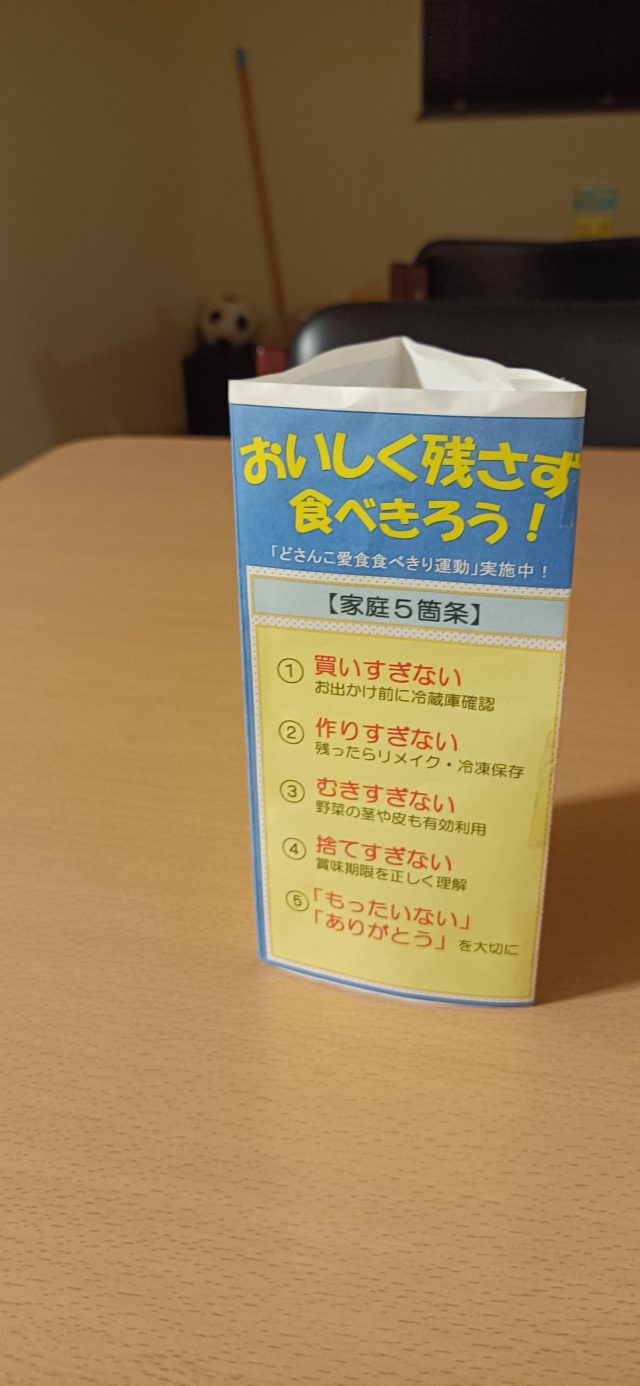 おいしく残さず
食べきろう！
「どさんこ愛食食べきり運動」実施中！
【家庭５箇条】
① 買いすぎない
お出かけ前に冷蔵庫確認
② 作りすぎない
残ったらリメイク・冷凍保存
③ むきすぎない
野菜の茎や皮も有効利用
④ 捨てすぎない
賞味期限を正しく理解
⑤ 「もったいない」
「ありがとう」を大切に